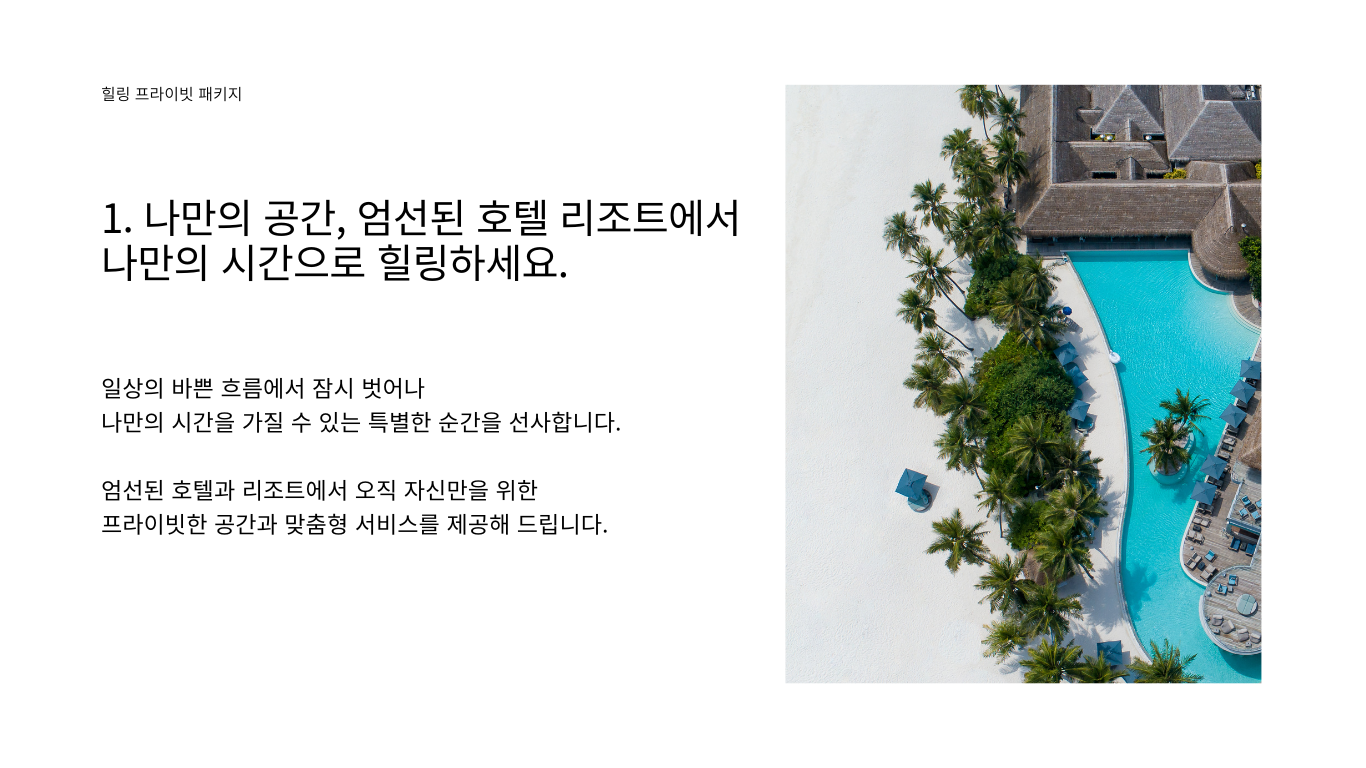 힐링 프라이빗 패키지
1. 나만의 공간, 엄선된 호텔 리조트에서
나만의 시간으로 힐링하세요.
일상의 바쁜 흐름에서 잠시 벗어나
나만의 시간을 가질 수 있는 특별한 순간을 선사합니다.
엄선된 호텔과 리조트에서 오직 자신만을 위한
프라이빗한 공간과 맞춤형 서비스를 제공해 드립니다.